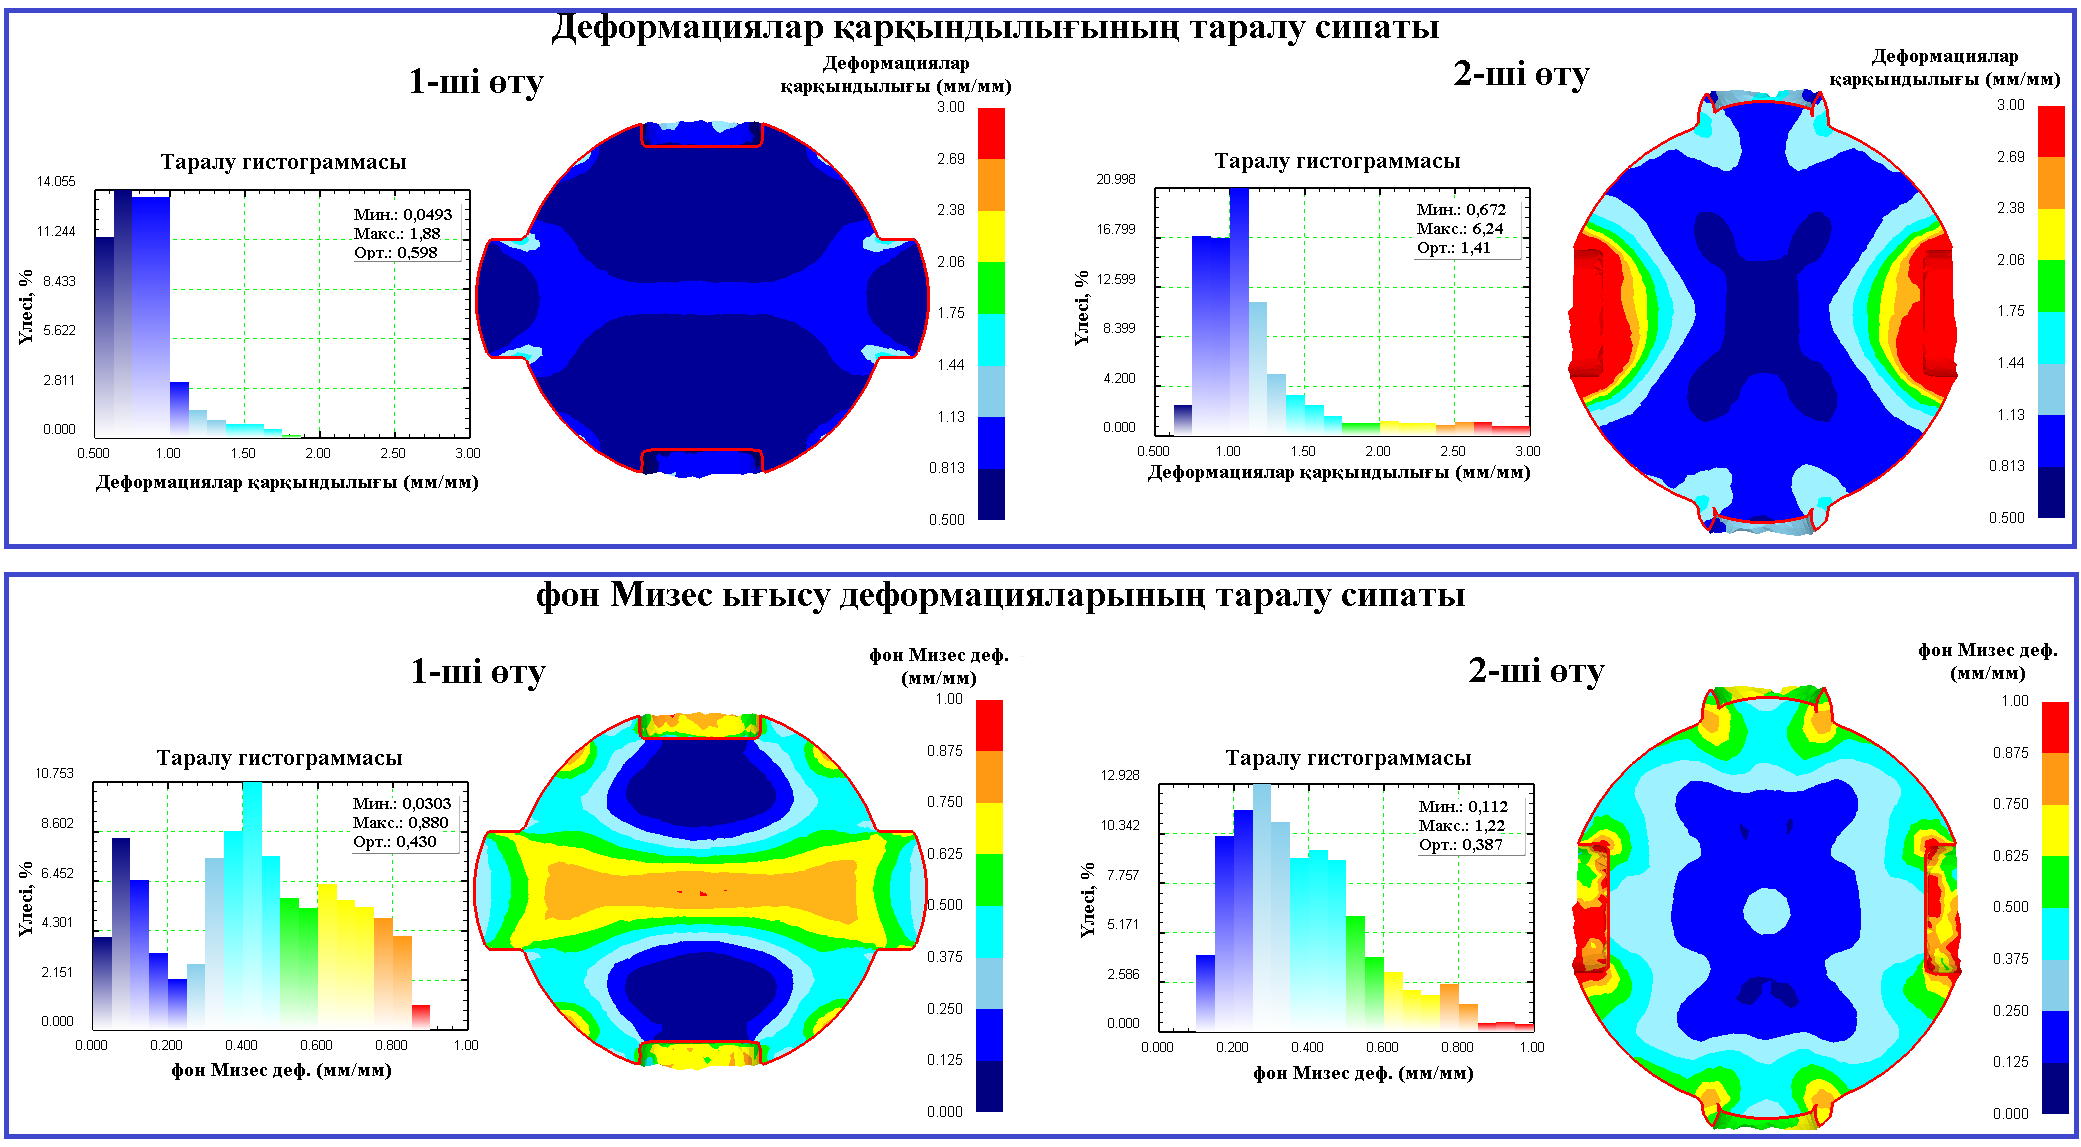 Деформациялар қарқындылығының таралу сипаты
1-ші өту
Деформациялар
қарқындылығы (мм/мм)
Таралу гистограммасы
14.055
11.244
8.433
5.622
2.811
0.000
Үлесі, %
Мин.: 0,0493
Макс.: 1,88
Орт.: 0,598
0.500 1.00 1.50 2.00 2.50 3.00
Деформациялар қарқындылығы (мм/мм)
3.00
2.69
2.38
2.06
1.75
1.44
1.13
0.813
0.500
2-ші өту
Деформациялар
қарқындылығы (мм/мм)
Таралу гистограммасы
20.998
16.799
12.599
8.399
4.200
0.000
Үлесі, %
Мин.: 0,672
Макс.: 6,24
Орт.: 1,41
0.500 1.00 1.50 2.00 2.50 3.00
Деформациялар қарқындылығы (мм/мм)
3.00
2.69
2.38
2.06
1.75
1.44
1.13
0.813
0.500
фон Мизес ығысу деформацияларының таралу сипаты
1-ші өту
фон Мизес деф.
(мм/мм)
Таралу гистограммасы
10.753
8.602
6.452
4.301
2.151
0.000
Үлесі, %
Мин.: 0,0303
Макс.: 0,880
Орт.: 0,430
0.000 0.200 0.400 0.600 0.800 1.00
фон Мизес деф. (мм/мм)
1.00
0.875
0.750
0.625
0.500
0.375
0.250
0.125
0.000
2-ші өту
фон Мизес деф.
(мм/мм)
Таралу гистограммасы
12.928
10.342
7.757
5.171
2.586
0.000
Үлесі, %
Мин.: 0,112
Макс.: 1,22
Орт.: 0,387
0.000 0.200 0.400 0.600 0.800 1.00
фон Мизес деф. (мм/мм)
1.00
0.875
0.750
0.625
0.500
0.375
0.250
0.125
0.000